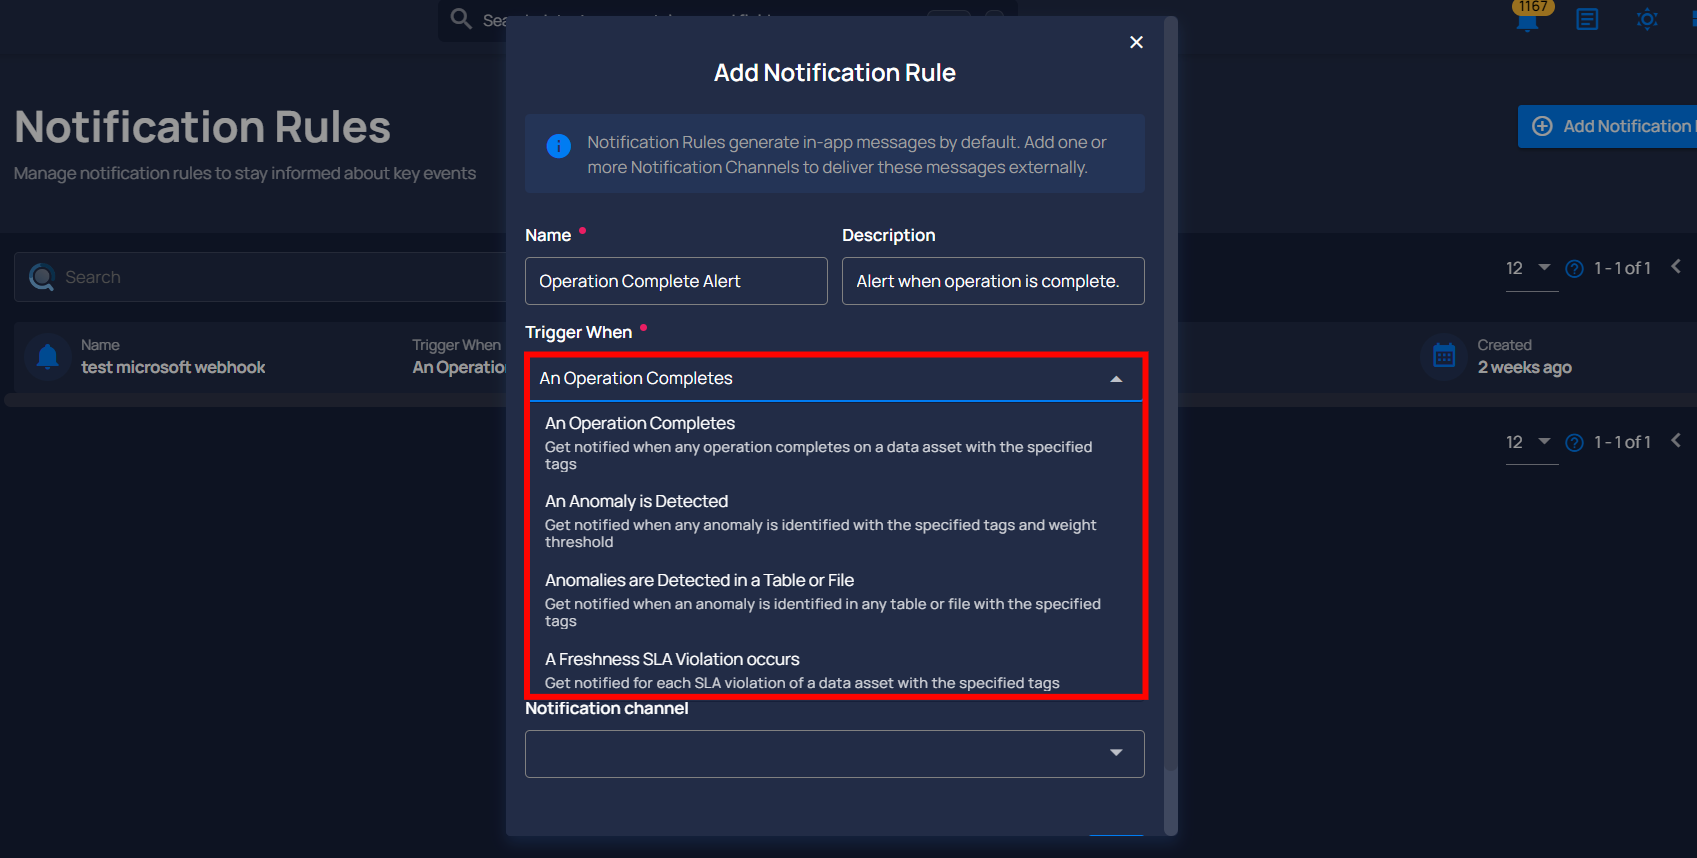 1167
Add Notification Rule
Notification Rules generate in-app messages by default. Add one or
more Notification Channels to deliver these messages externally.
Notification Rules
Manage notification rules to stay informed about key events
Add Notification
Name
Description
Operation Complete Alert
Alert when operation is complete.
Search
12
1 - 1 of 1
Trigger When
Name
test microsoft webhook
Trigger When
Created
2 weeks ago
An Operation Completes
An Operation Completes
Get notified when any operation completes on a data asset with the specified
tags
12
1 - 1 of 1
An Anomaly is Detected
Get notified when any anomaly is identified with the specified tags and weight
threshold
Anomalies are Detected in a Table or File
Get notified when an anomaly is identified in any table or file with the specified
tags
A Freshness SLA Violation occurs
Get notified for each SLA violation of a data asset with the specified tags
Notification channel